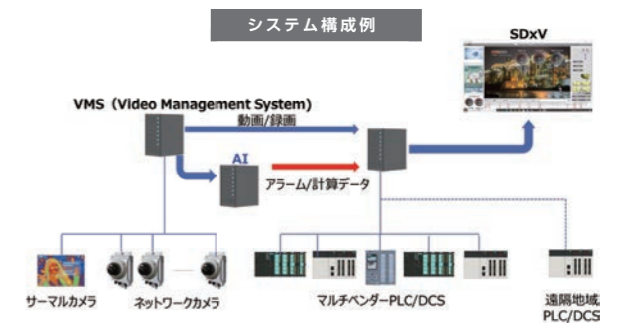 システム構成例
SDxV
VMS（Video Management System)
動画/録画
AI
アラーム/計算データ
サーマルカメラ
ネットワークカメラ
マルチベンダーPLC/DCS
遠隔地域
PLC/DCS